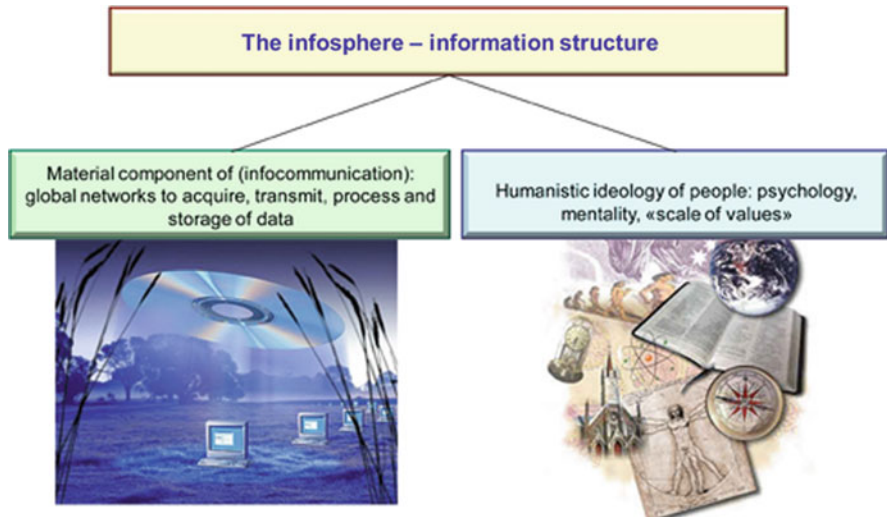 The infosphere – information structure
Material component of (infocommunication):
global networks to acquire, transmit, process and
storage of data
Humanistic ideology of people: psychology,
mentality, «scale of values»